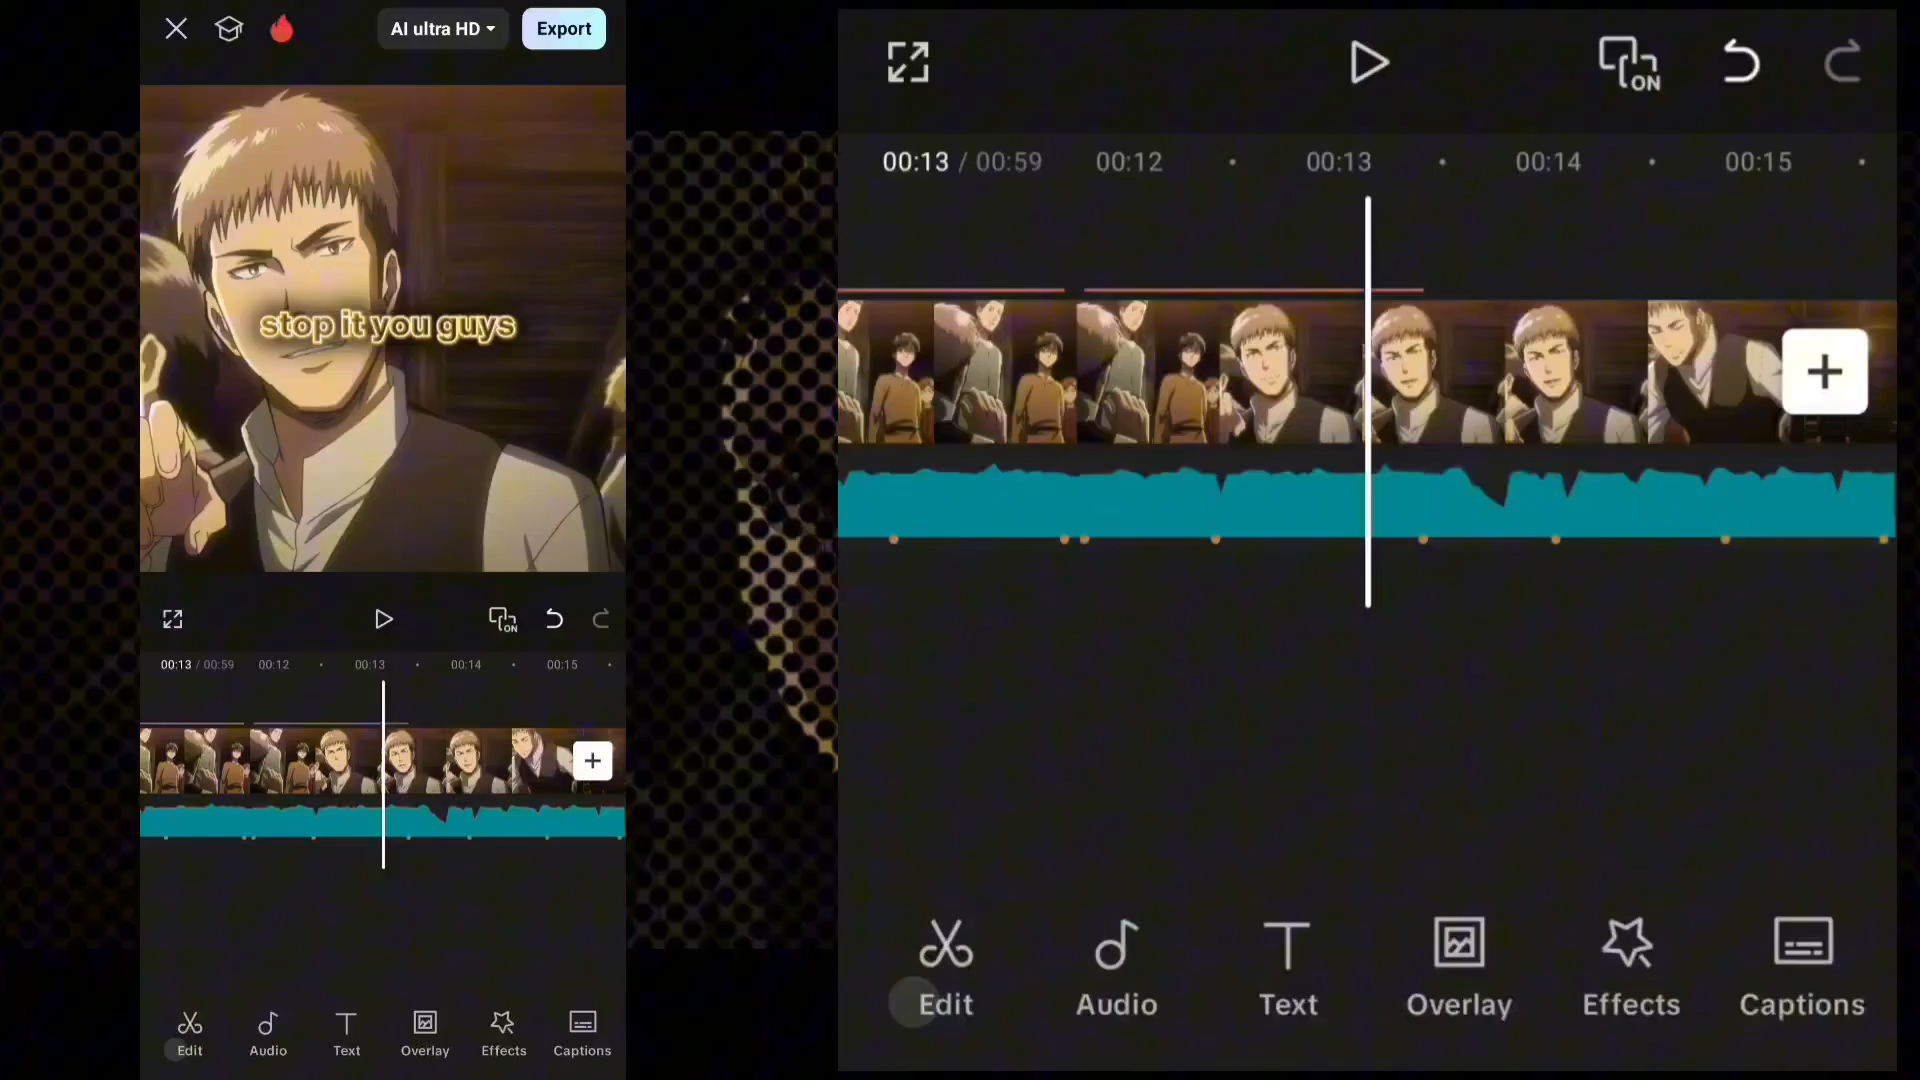 AI ultra HD
Export
stop it you guys
ON
00:13 / 00:59
00:12
00:13
00:14
00:15
Edit
Audio
Text
Overlay
Effects
Captions
ON
00:13 / 00:59
00:12
00:13
00:14
00:15
Edit
Audio
Text
Overlay
Effects
Captions